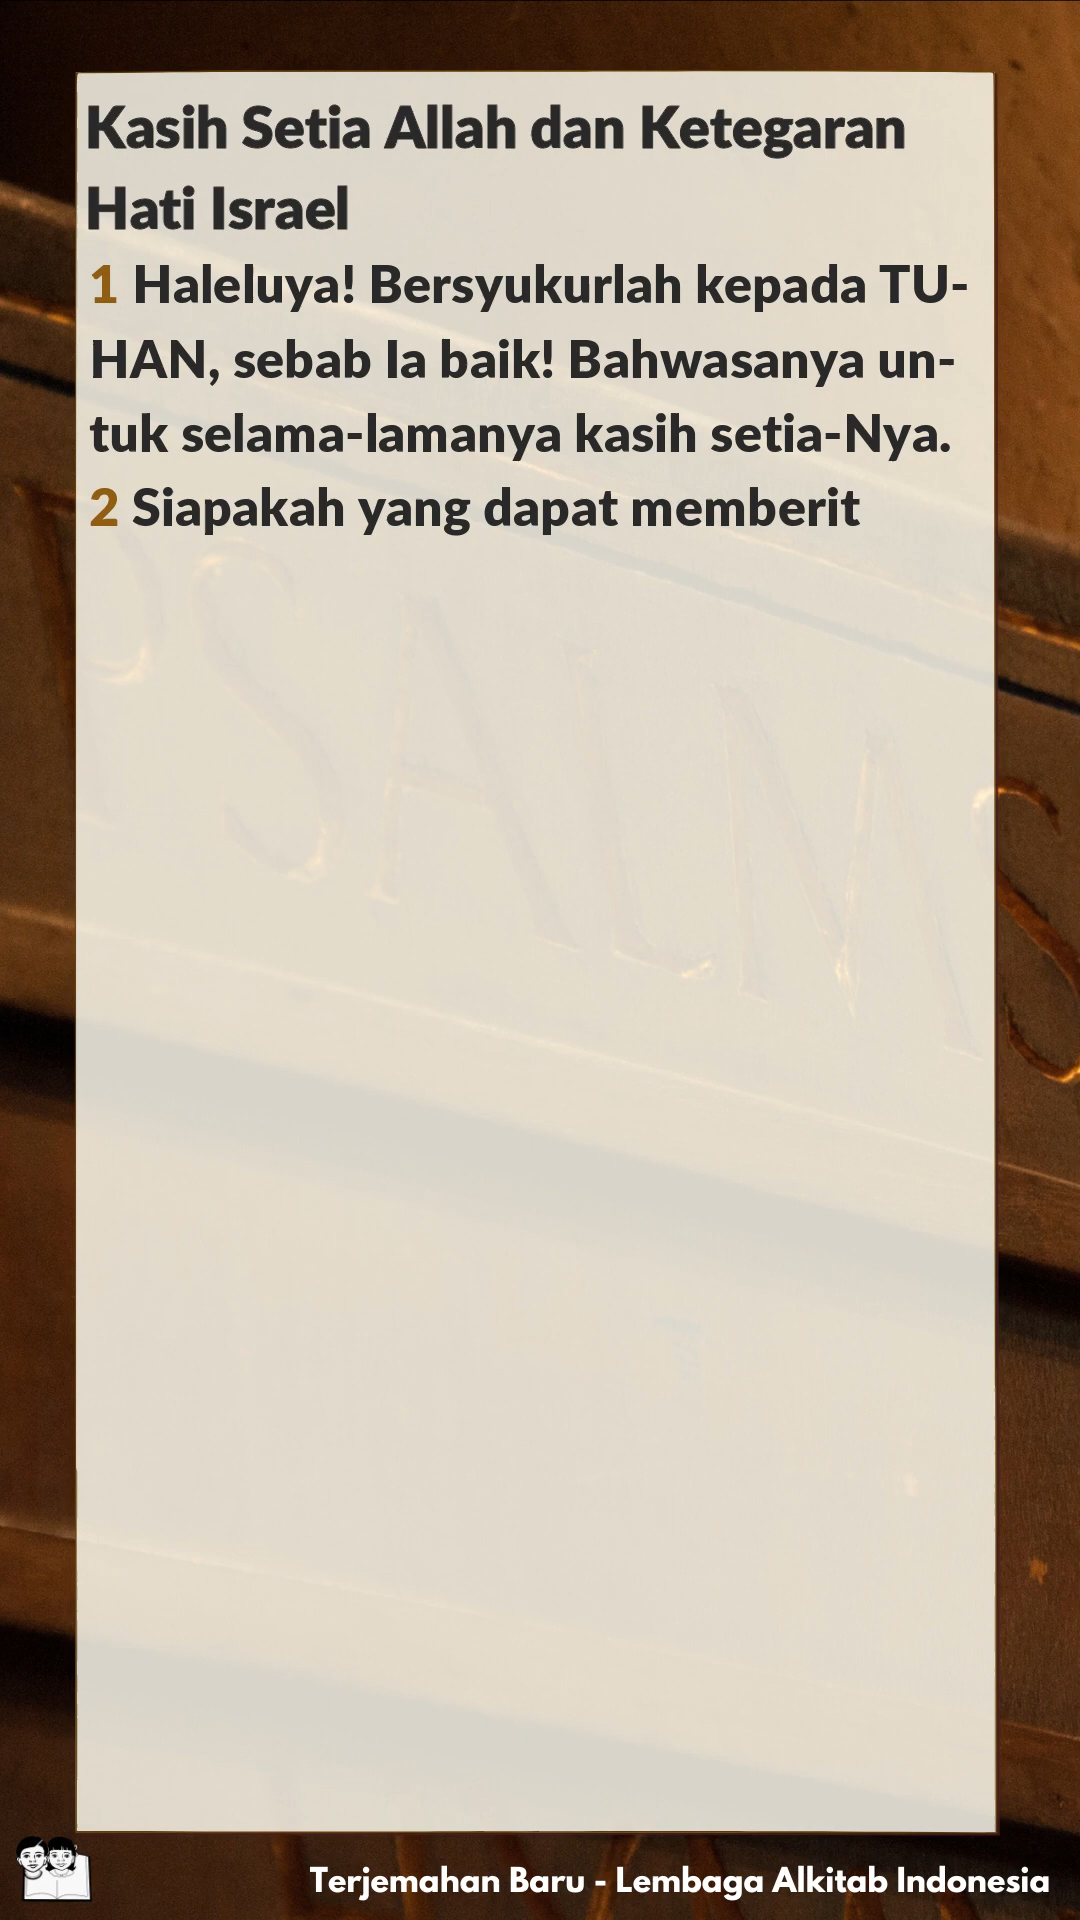 Kasih Setia Allah dan Ketegaran
Hati Israel
1 Haleluya! Bersyukurlah kepada TU-
HAN, sebab Ia baik! Bahwasanya un-
tuk selama-lamanya kasih setia-Nya.
2 Siapakah yang dapat memberit
PSALMS
Terjemahan Baru - Lembaga Alkitab Indonesia